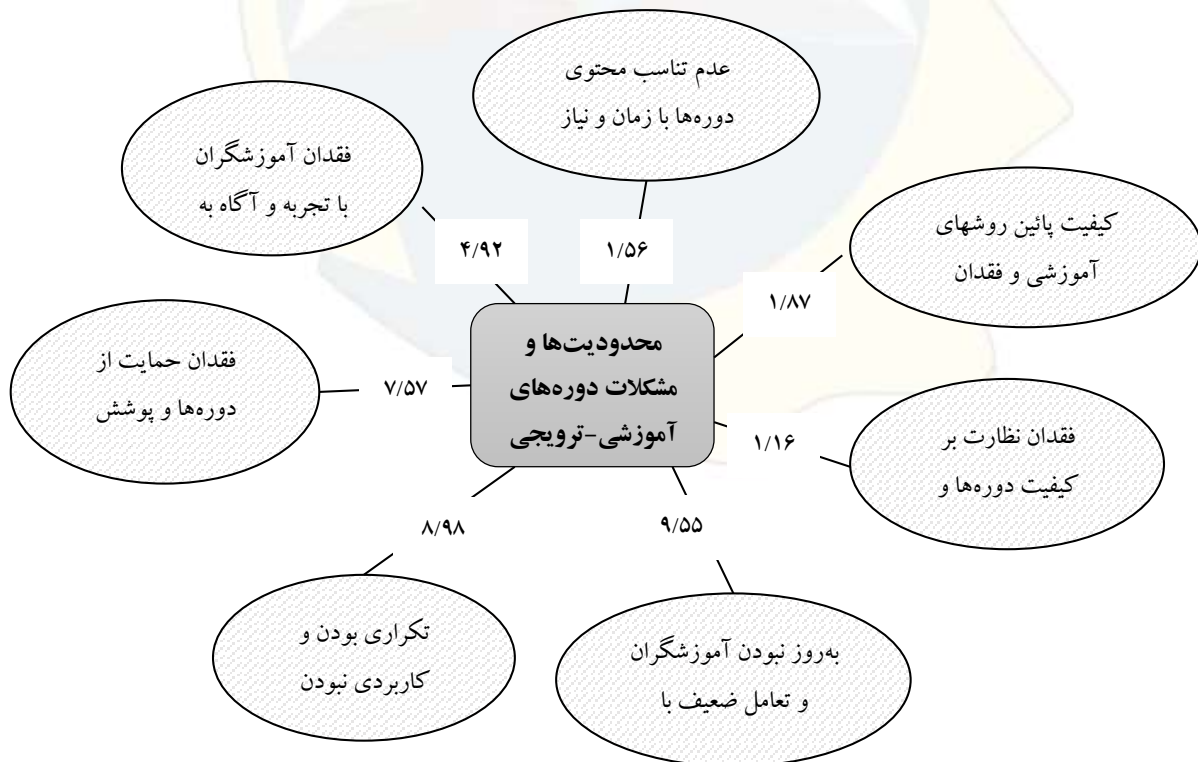 عدم تناسب محتوی
دوره‌ها با زمان و نیاز
فقدان آموزشگران
با تجربه و آگاه به
کیفیت پائین روشهای
آموزشی و فقدان
۴/۹۲
۱/۵۶
۱/۸۷
محدودیت‌ها و
مشکلات دوره‌های
آموزشی-ترویجی
فقدان حمایت از
دوره‌ها و پوشش
۷/۵۷
۱/۱۶
فقدان نظارت بر
کیفیت دوره‌ها و
۸/۹۸
۹/۵۵
تکراری بودن و
کاربردی نبودن
به‌روز نبودن آموزشگران
و تعامل ضعیف با